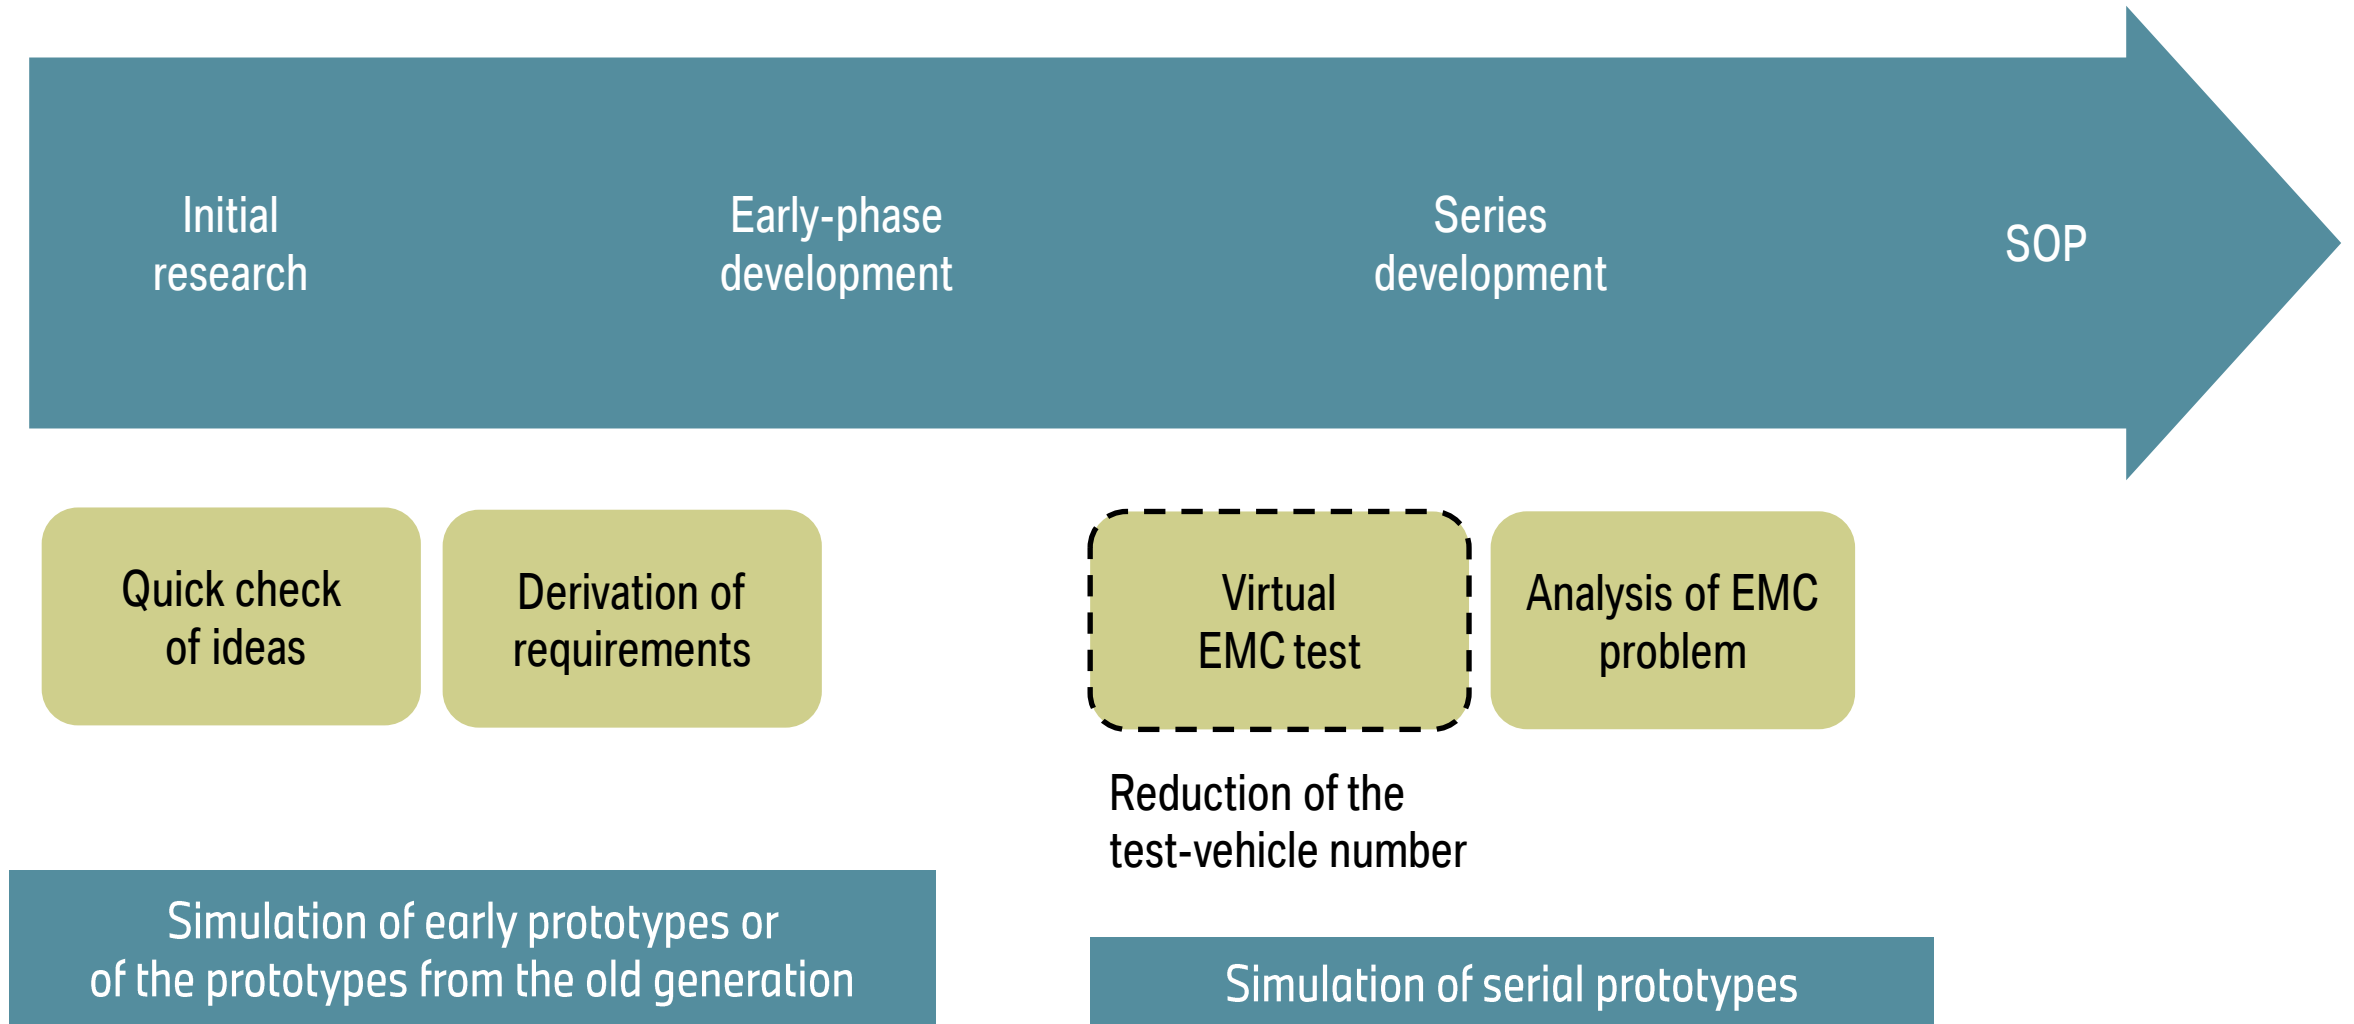 Initial
research
Early-phase
development
Series
development
SOP
Quick check
of ideas
Derivation of
requirements
Virtual
EMC test
Analysis of EMC
problem
Reduction of the
test-vehicle number
Simulation of early prototypes or
of the prototypes from the old generation
Simulation of serial prototypes